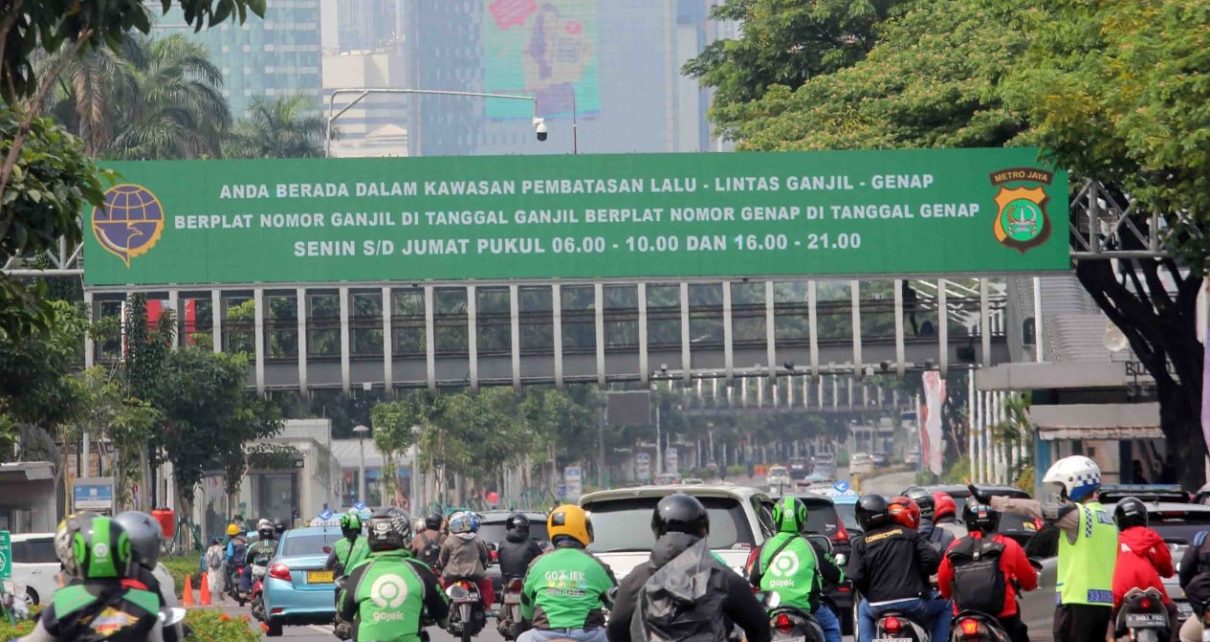 ANDA BERADA DALAM KAWASAN PEMBATASAN LALU - LINTAS GANJIL - GENAP
BERPLAT NOMOR GANJIL DI TANGGAL GANJIL BERPLAT NOMOR GENAP DI TANGGAL GENAP
SENIN S/D JUMAT PUKUL 06.00 - 10.00 DAN 16.00 - 21.00
METRO JAYA
gojek
GOJEK
gojek